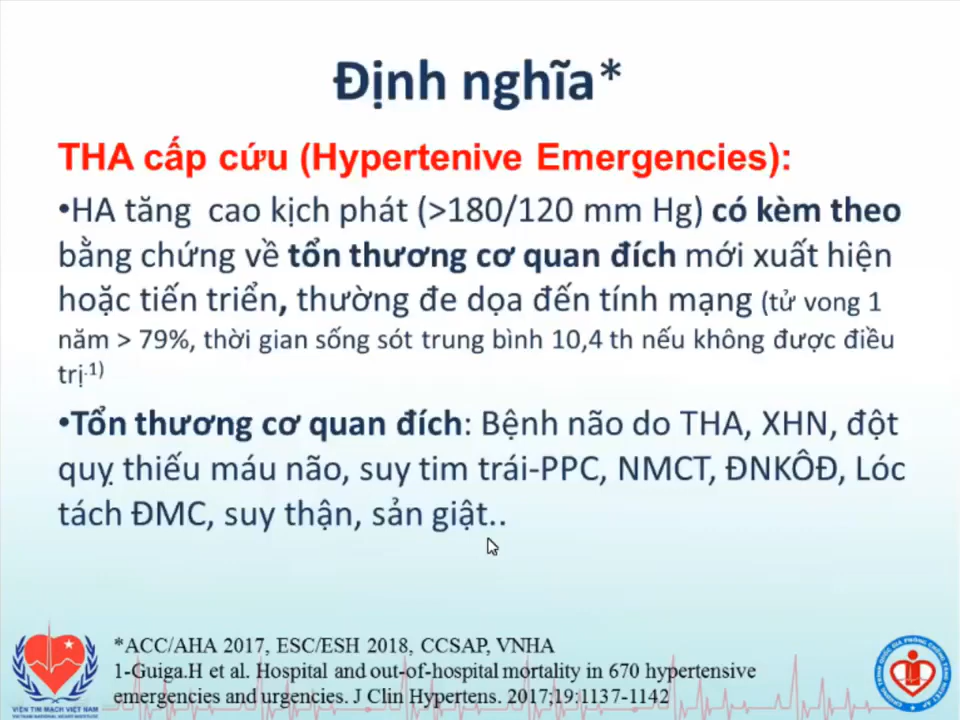 Định nghĩa*
THA cấp cứu (Hypertenive Emergencies):
•HA tăng cao kịch phát (>180/120 mm Hg) có kèm theo
bằng chứng về tổn thương cơ quan đích mới xuất hiện
hoặc tiến triển, thường đe dọa đến tính mạng (tử vong 1
năm > 79%, thời gian sống sót trung bình 10,4 th nếu không được điều
trị.1)
•Tổn thương cơ quan đích: Bệnh não do THA, XHN, đột
quỵ thiếu máu não, suy tim trái-PPC, NMCT, ĐNKÔĐ, Lóc
tách ĐMC, suy thận, sản giật..
*ACC/AHA 2017, ESC/ESH 2018, CCSAP, VNHA
1-Guiga.H et al. Hospital and out-of-hospital mortality in 670 hypertensive
emergencies and urgencies. J Clin Hypertens. 2017;19:1137-1142
VIỆN TIM MẠCH VIỆT NAM